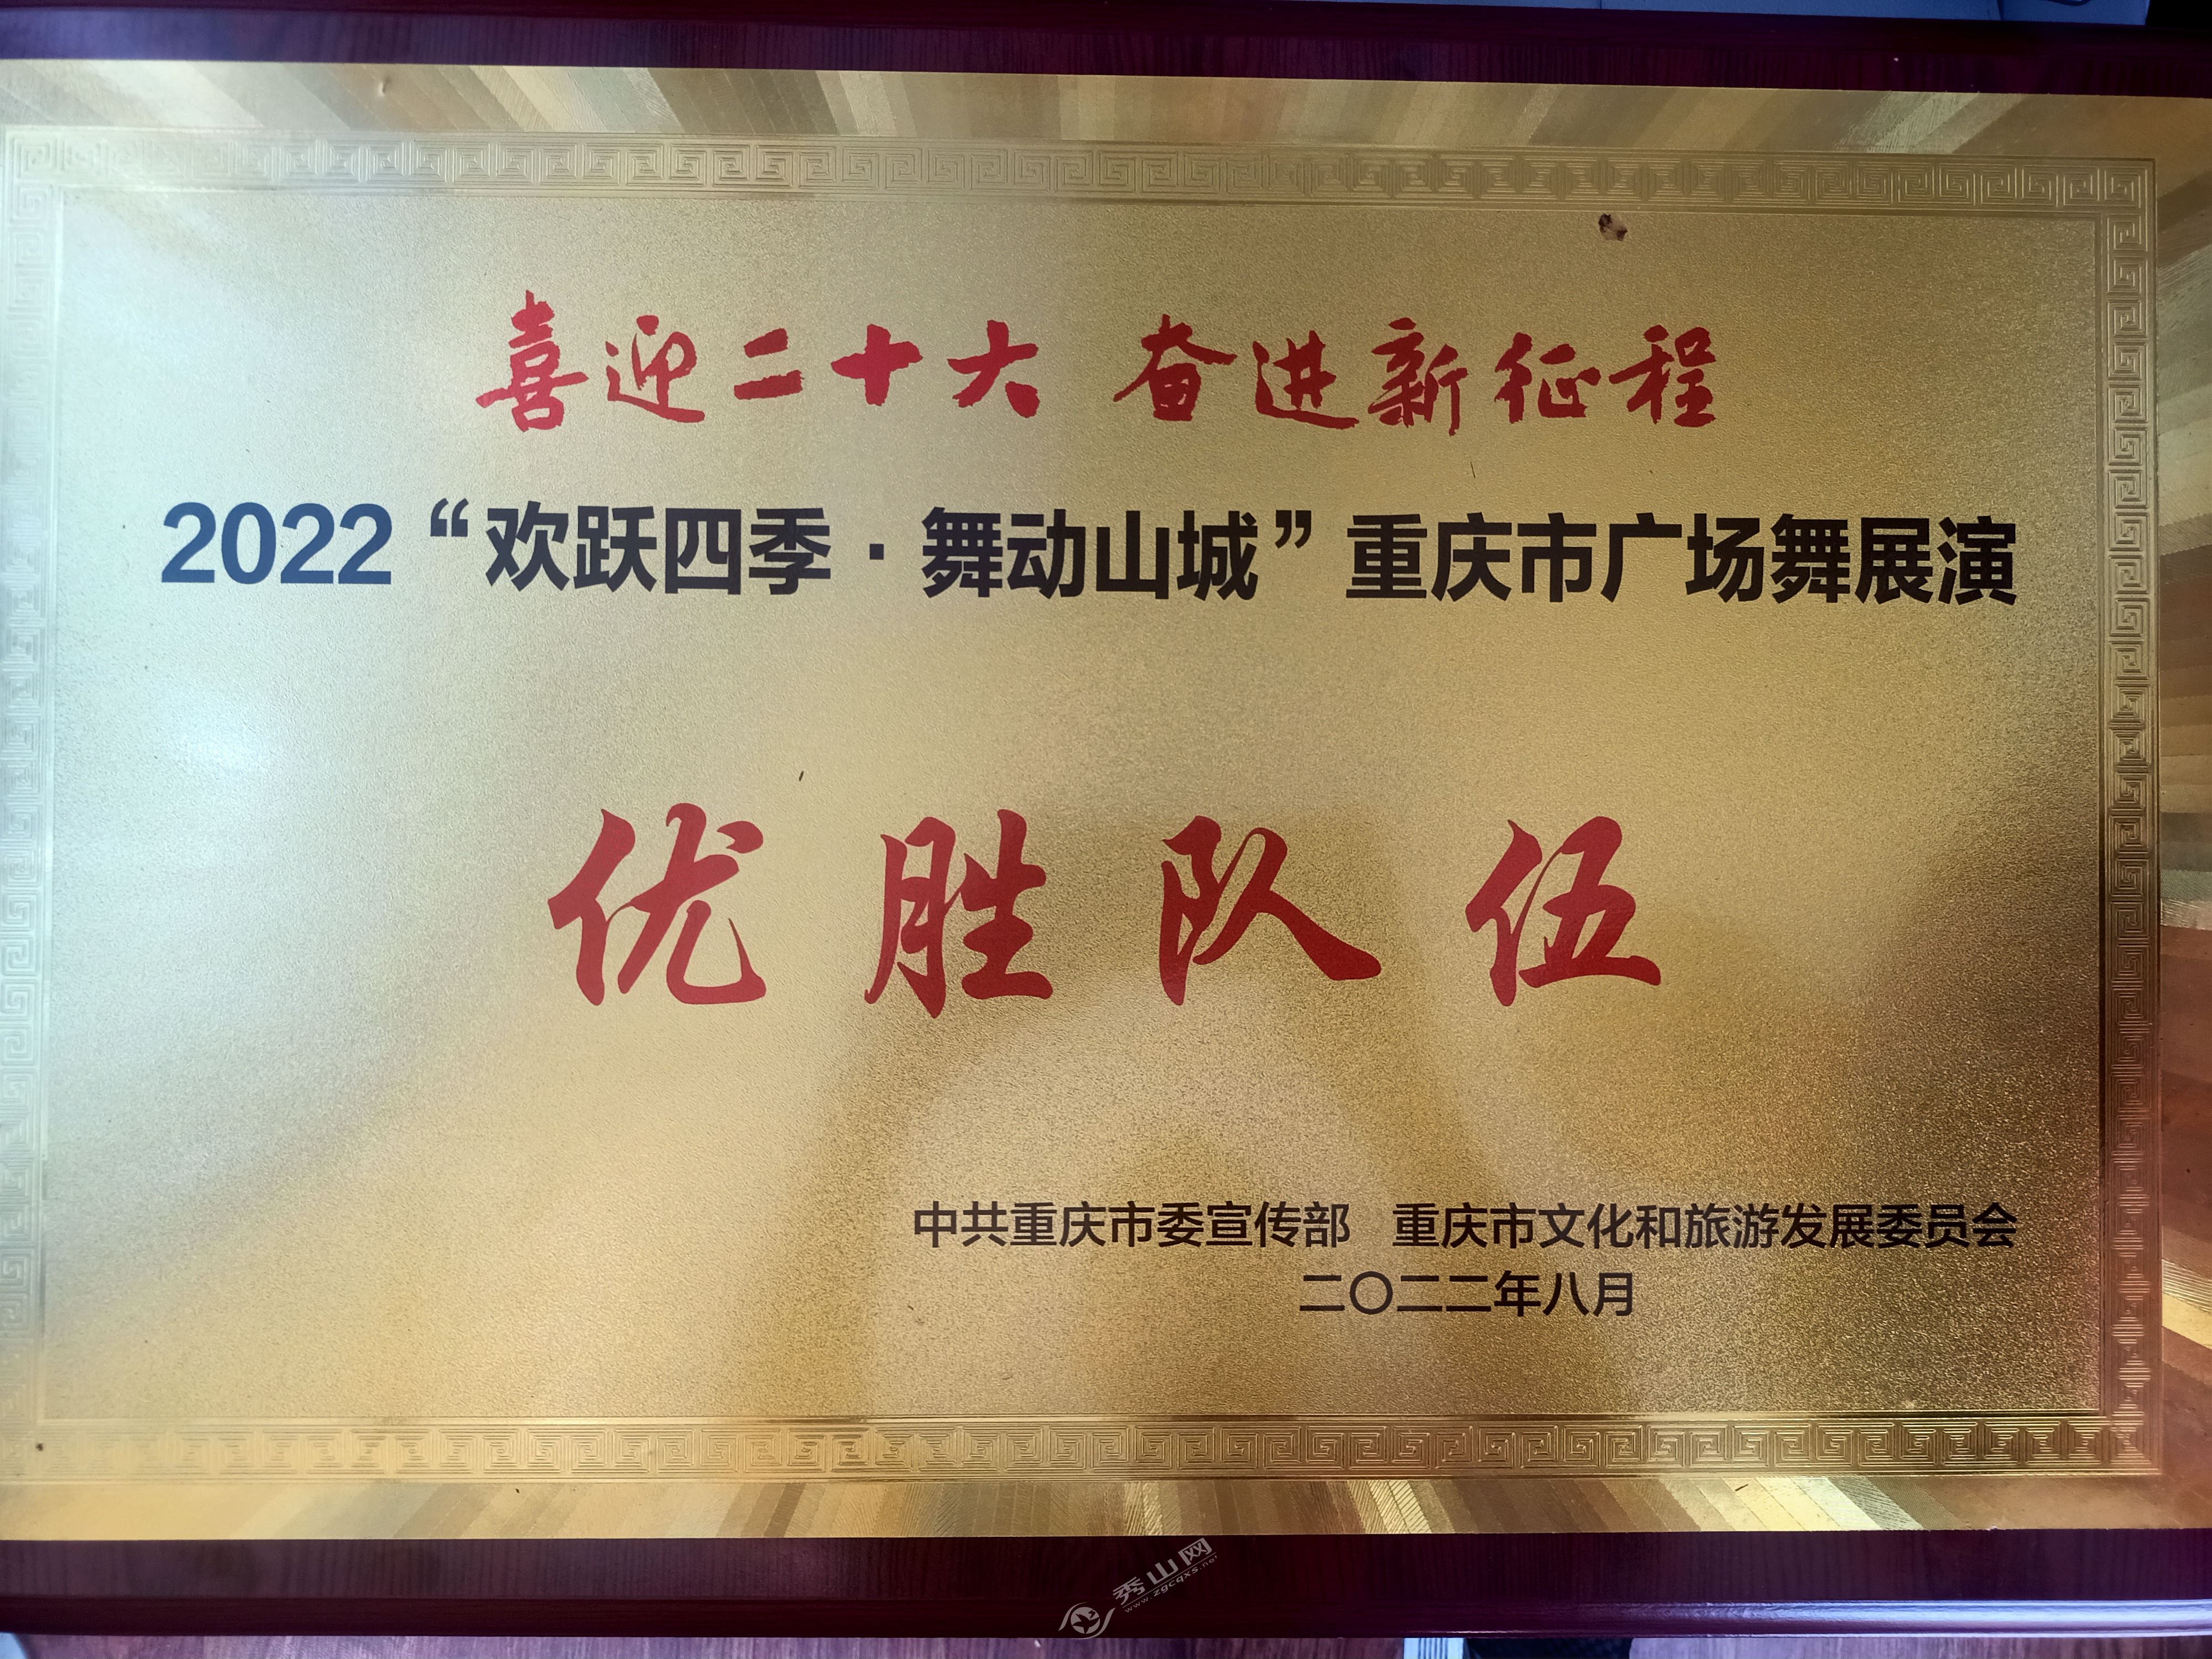 喜迎二十大 奋进新征程
2022“欢跃四季·舞动山城”重庆市广场舞展演
优胜队伍
中共重庆市委宣传部 重庆市文化和旅游发展委员会
二〇二二年八月
秀山网
www.zgcqxs.net